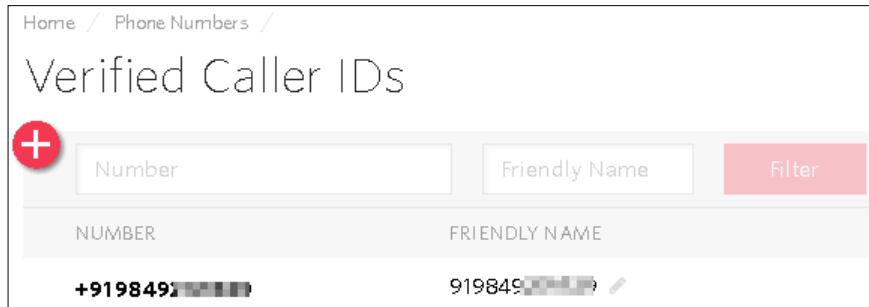 Home / Phone Numbers /
Verified Caller IDs
Number Friendly Name Filter
NUMBER FRIENDLY NAME